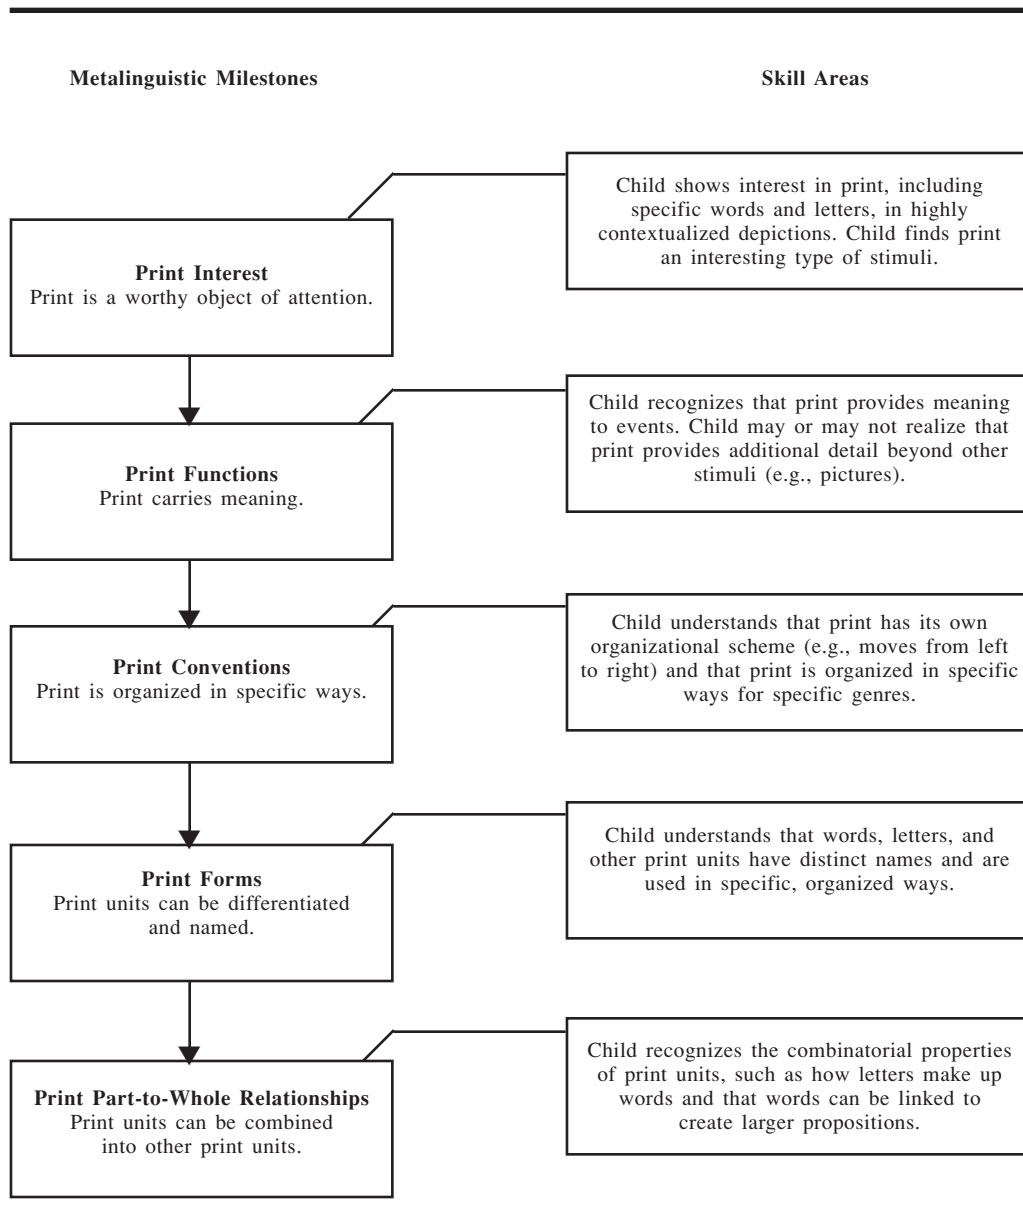 Metalinguistic Milestones
Skill Areas
Child shows interest in print, including
specific words and letters, in highly
contextualized depictions. Child finds print
an interesting type of stimuli.
Print Interest
Print is a worthy object of attention.
Child recognizes that print provides meaning
to events. Child may or may not realize that
print provides additional detail beyond other
stimuli (e.g., pictures).
Print Functions
Print carries meaning.
Child understands that print has its own
organizational scheme (e.g., moves from left
to right) and that print is organized in specific
ways for specific genres.
Print Conventions
Print is organized in specific ways.
Child understands that words, letters, and
other print units have distinct names and are
used in specific, organized ways.
Print Forms
Print units can be differentiated
and named.
Child recognizes the combinatorial properties
of print units, such as how letters make up
words and that words can be linked to
create larger propositions.
Print Part-to-Whole Relationships
Print units can be combined
into other print units.